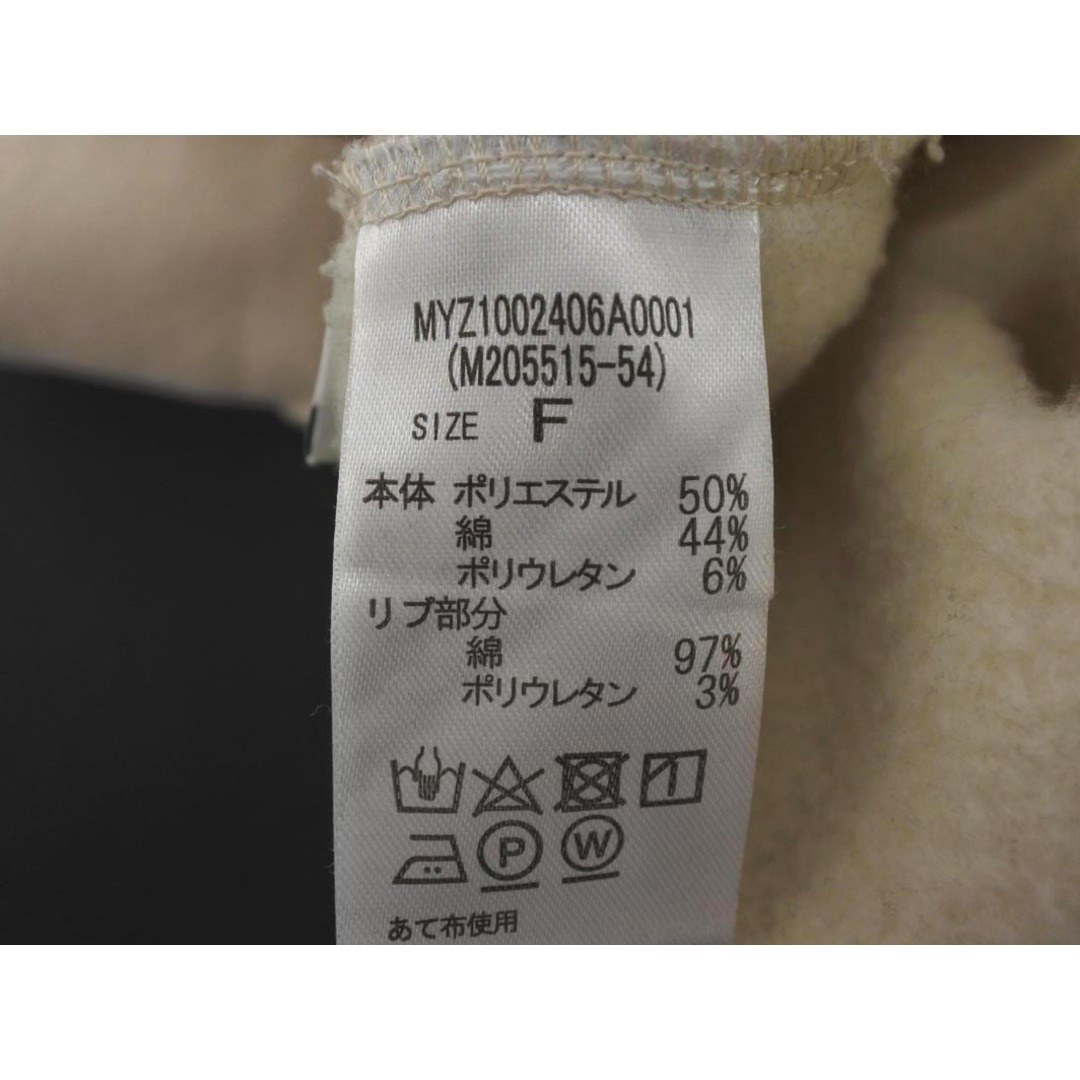 MYZ1002406A0001
(M205515-54)
SIZE F
本体 ポリエステル 50%
綿 44%
ポリウレタン 6%
リブ部分
綿 97%
ポリウレタン 3%
P W
あて布使用